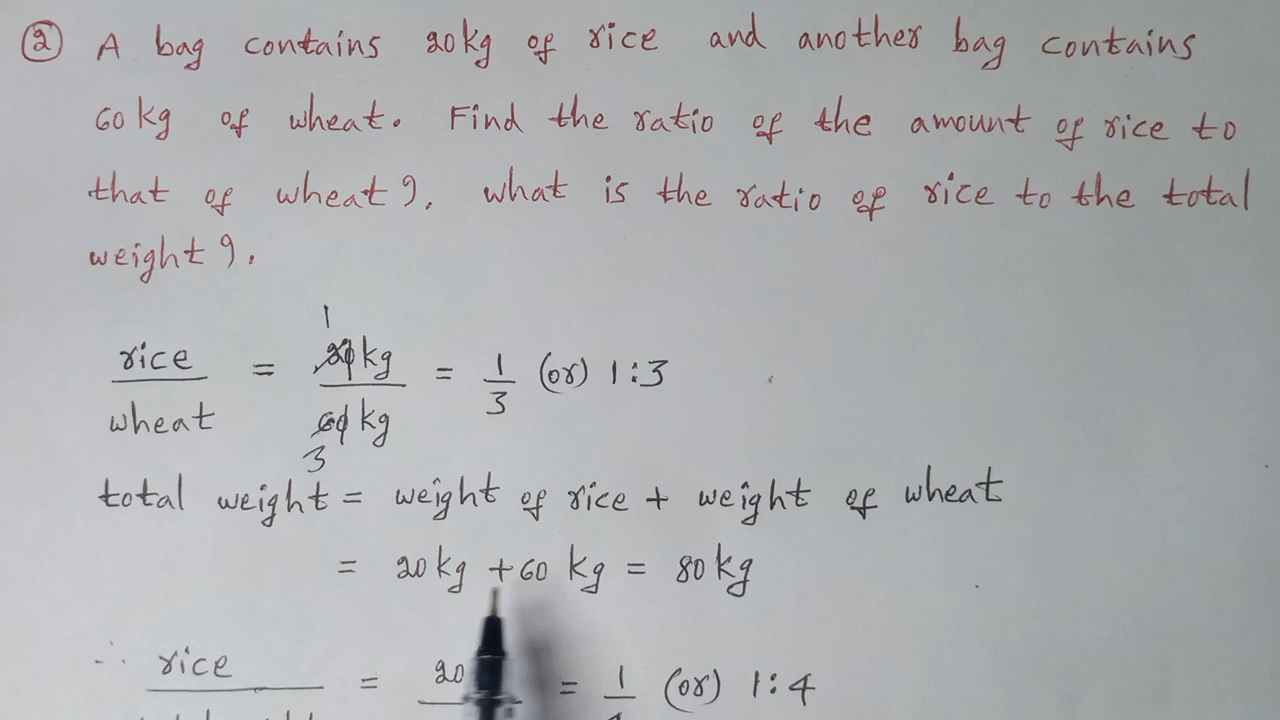 ② A bag contains 20kg of rice and another bag contains
60 kg of wheat. Find the ratio of the amount of rice to
that of wheat?. what is the ratio of rice to the total
weight?.
1
rice = 20 kg = 1 (or) 1:3
wheat 60 kg 3
3
total weight = weight of rice + weight of wheat
= 20 kg + 60 kg = 80 kg
∴ rice = 20 = 1 (or) 1:4